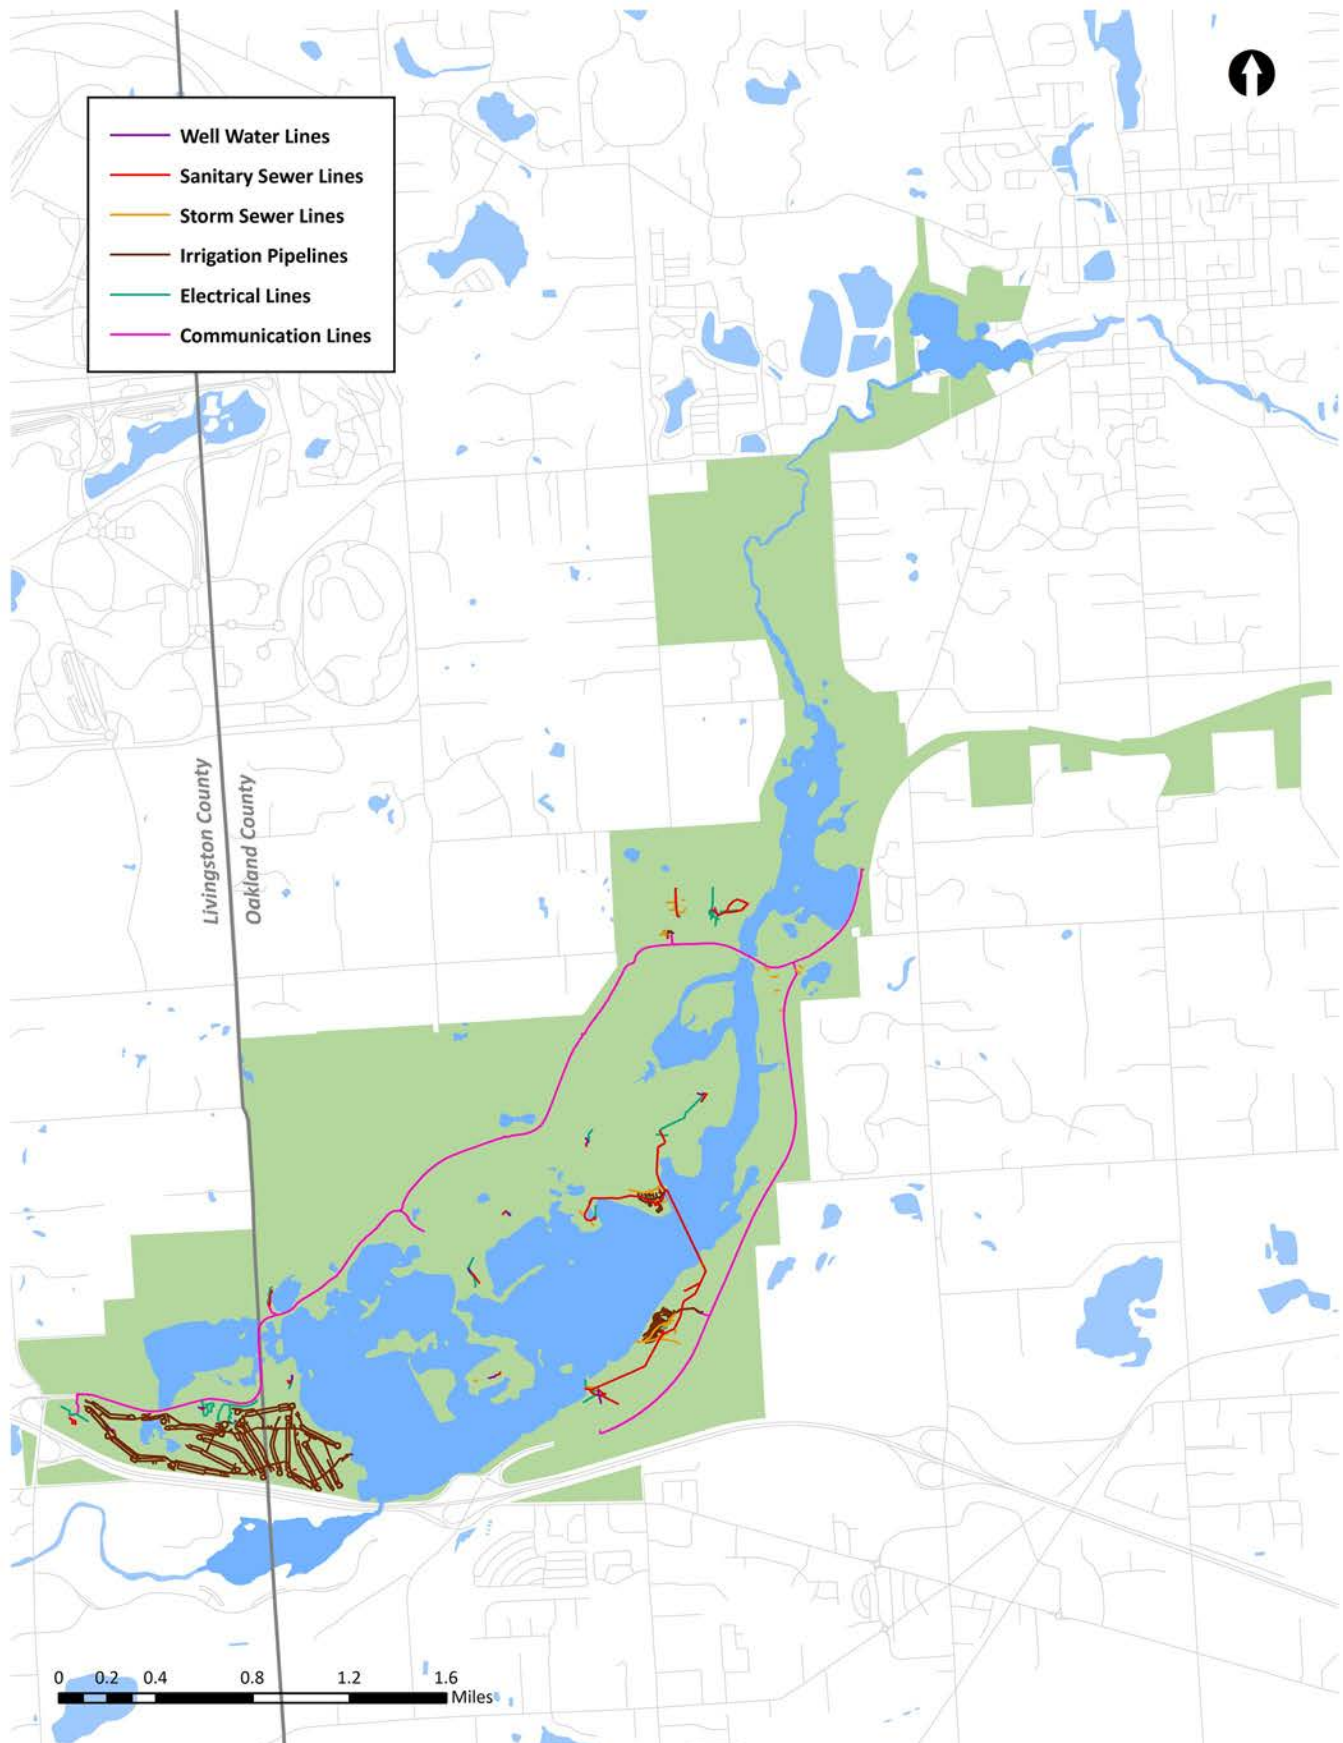 Well Water Lines
Sanitary Sewer Lines
Storm Sewer Lines
Irrigation Pipelines
Electrical Lines
Communication Lines
Livingston County
Oakland County
0 0.2 0.4 0.8 1.2 1.6
Miles